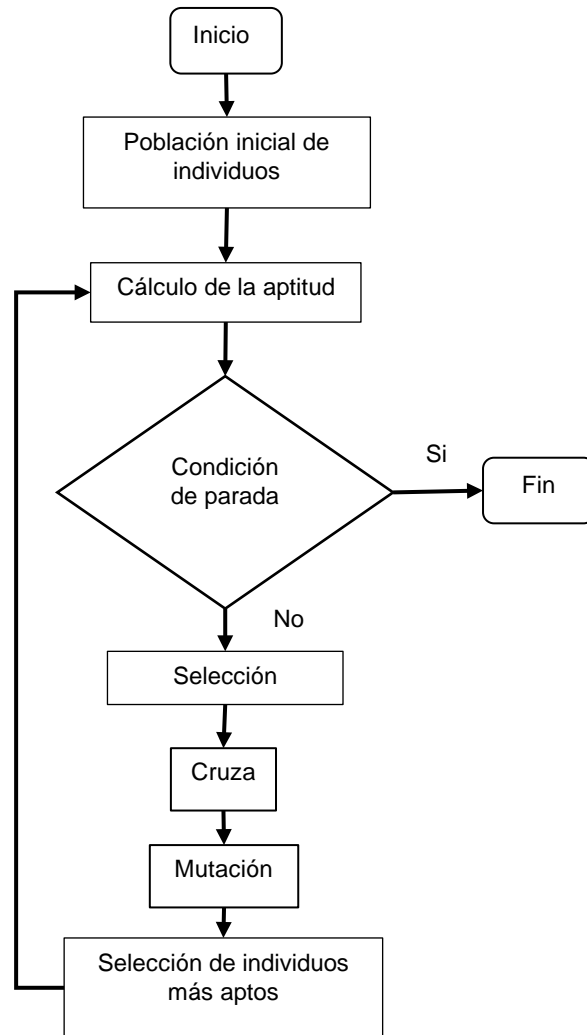 Inicio
Población inicial de
individuos
Cálculo de la aptitud
Condición
de parada
Si
Fin
No
Selección
Cruza
Mutación
Selección de individuos
más aptos